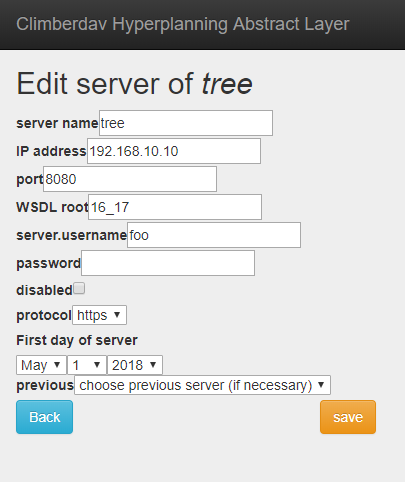 Climberdav Hyperplanning Abstract Layer
Edit server of tree
server name tree
IP address 192.168.10.10
port 8080
WSDL root 16_17
server.username foo
password
disabled
protocol https
First day of server
May 1 2018
previous choose previous server (if necessary)
Back save